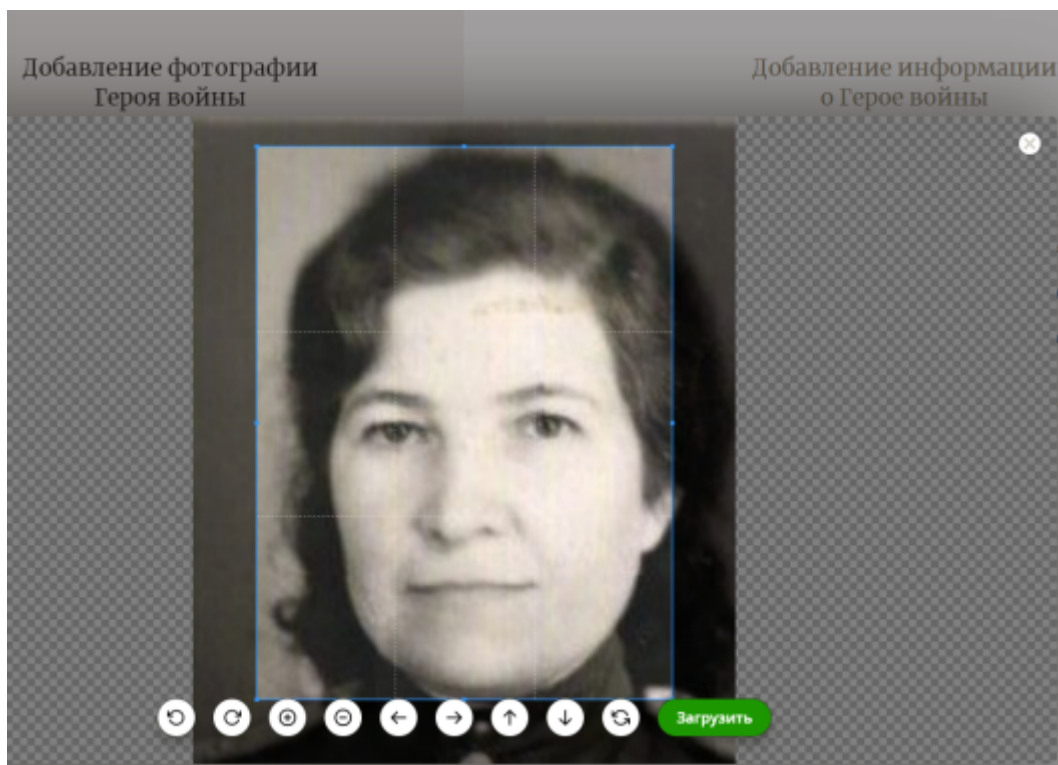 Добавление фотографии
Героя войны
Добавление информации
о Герое войны
Загрузить